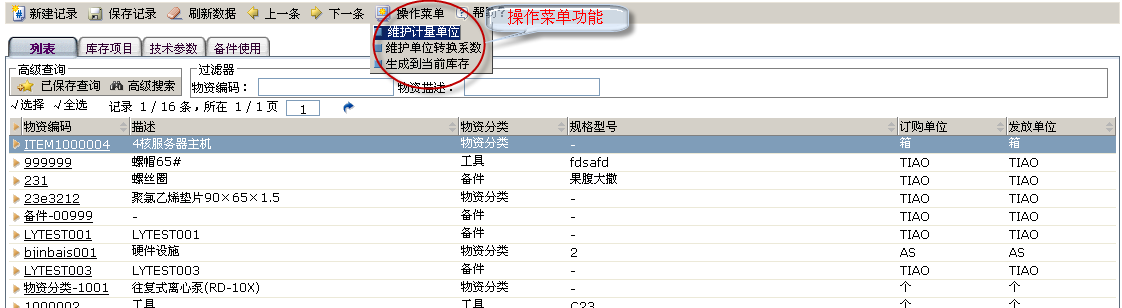 新建记录 保存记录 刷新数据 上一条 下一条 操作菜单 帮 操作菜单功能
维护计量单位
维护单位转换系数
生成到当前库存
列表 库存项目 技术参数 备件使用
高级查询 过滤器
已保存查询 高级搜索 物资编码： 物资描述：
√选择 √全选 记录 1 / 16 条，所在 1 / 1 页 1
物资编码 描述 物资分类 规格型号 订购单位 发放单位
ITEM1000004 4核服务器主机 物资分类 - 箱 箱
999999 螺帽65# 工具 fdsafd TIAO TIAO
231 螺丝圈 备件 果腹大撒 TIAO TIAO
23e3212 聚氯乙烯垫片90×65×1.5 物资分类 - TIAO TIAO
备件-00999 - 备件 - TIAO TIAO
LYTEST001 LYTEST001 备件 - TIAO TIAO
bjinbais001 硬件设施 物资分类 2 AS AS
LYTEST003 LYTEST003 备件 - TIAO TIAO
物资分类-1001 往复式离心泵(RD-10X) 物资分类 - 个 个
1000002 工具 工具 C23 个 个